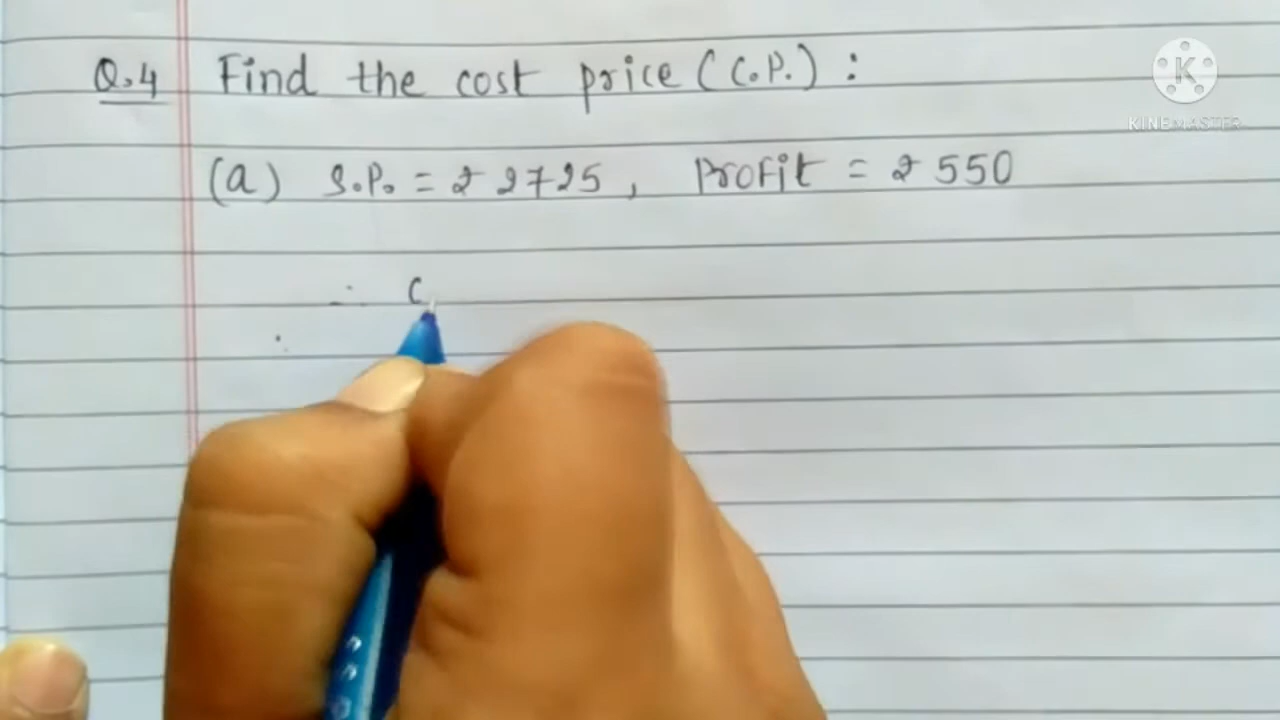 Q.4 Find the cost price (C.P.) :
KINEMASTER
(a) S.P. = ₹ 2725, Profit = ₹ 550
∴ C